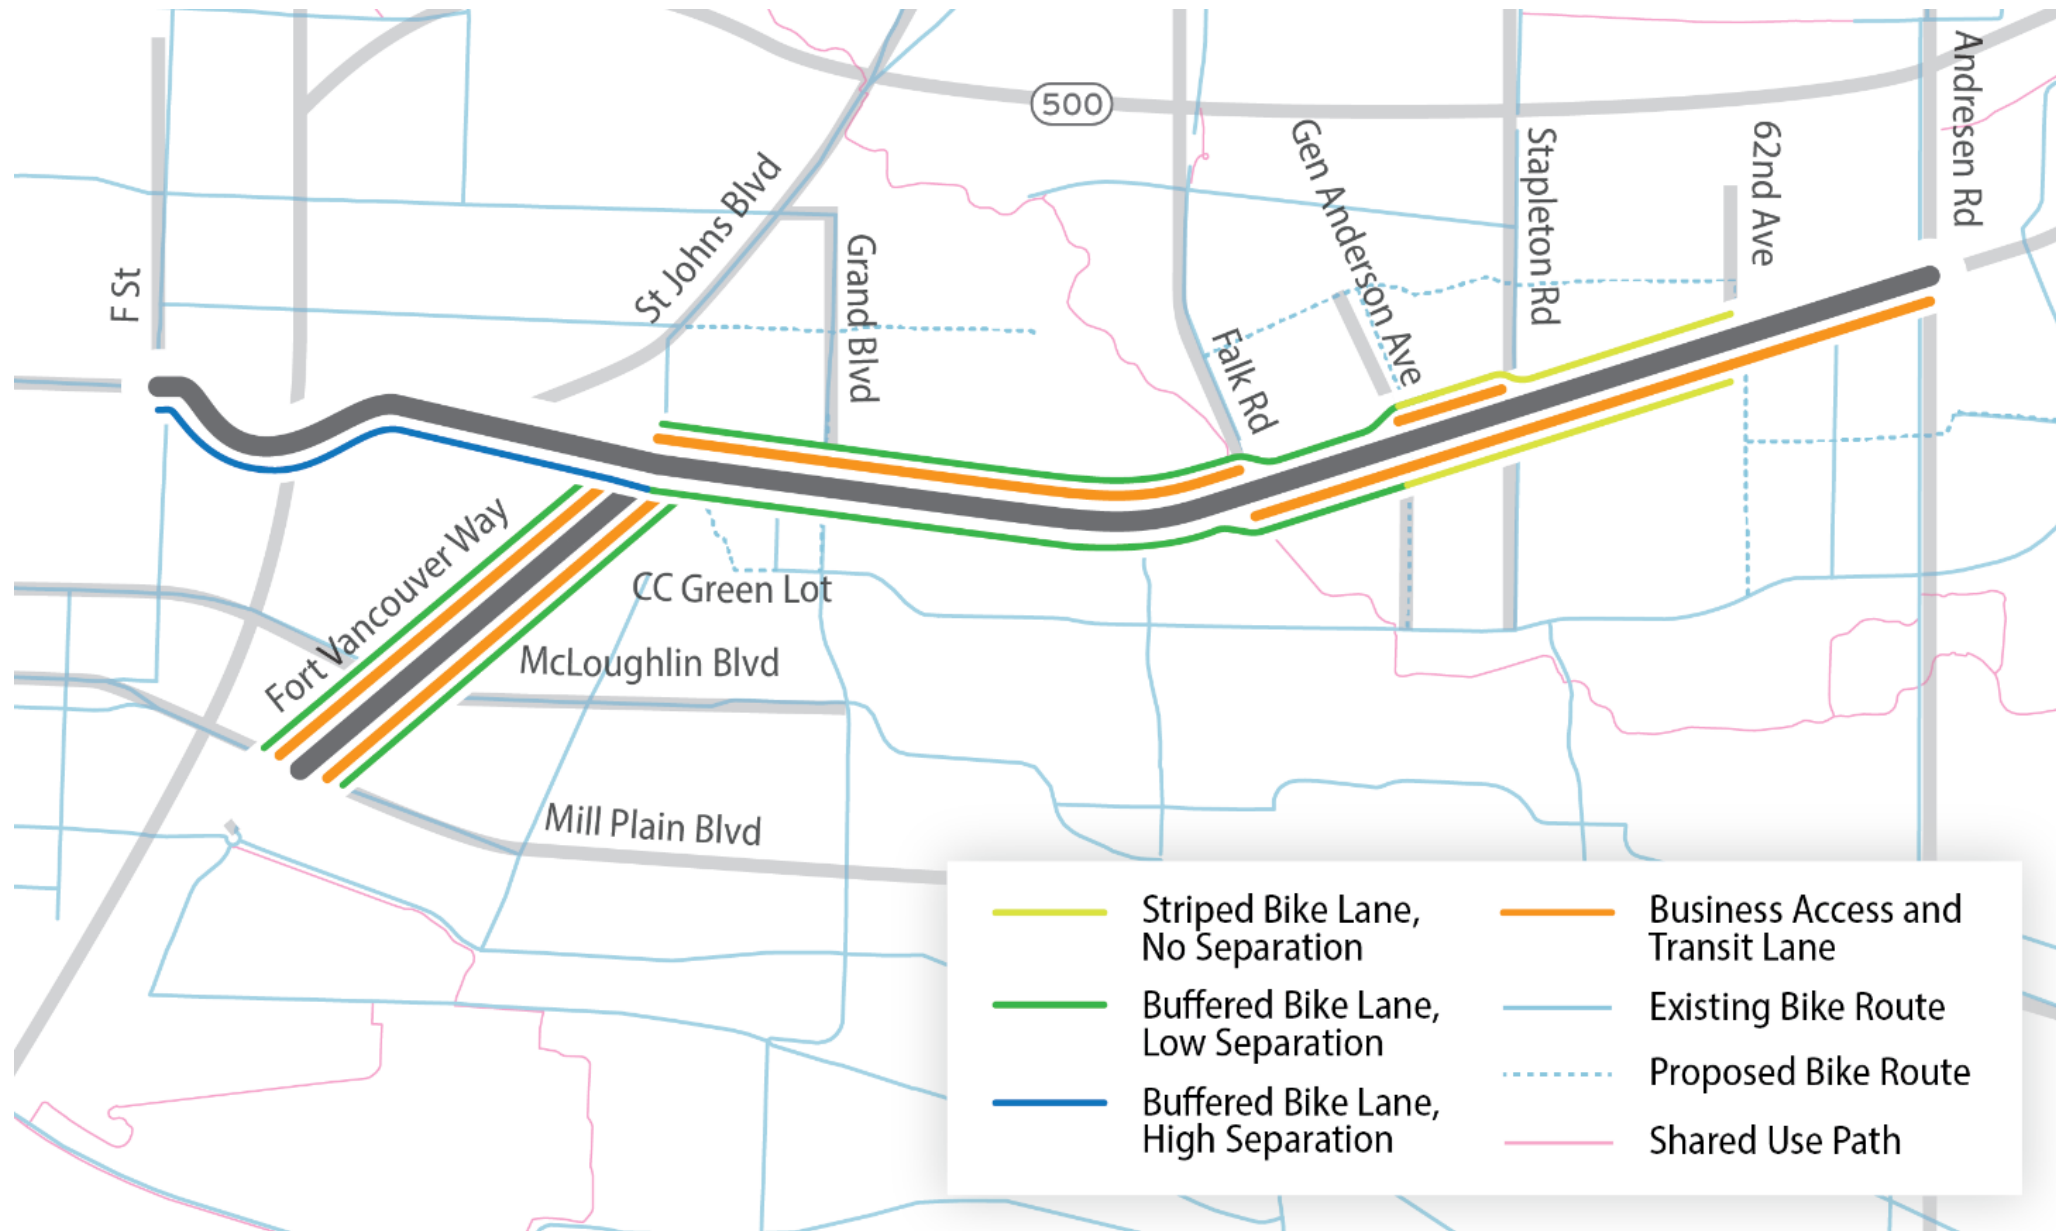 500
Andresen Rd
62nd Ave
Stapleton Rd
Gen Anderson Ave
St Johns Blvd
Grand Blvd
F St
Falk Rd
Fort Vancouver Way
CC Green Lot
McLoughlin Blvd
Mill Plain Blvd
Striped Bike Lane,
No Separation
Buffered Bike Lane,
Low Separation
Buffered Bike Lane,
High Separation
Business Access and
Transit Lane
Existing Bike Route
Proposed Bike Route
Shared Use Path